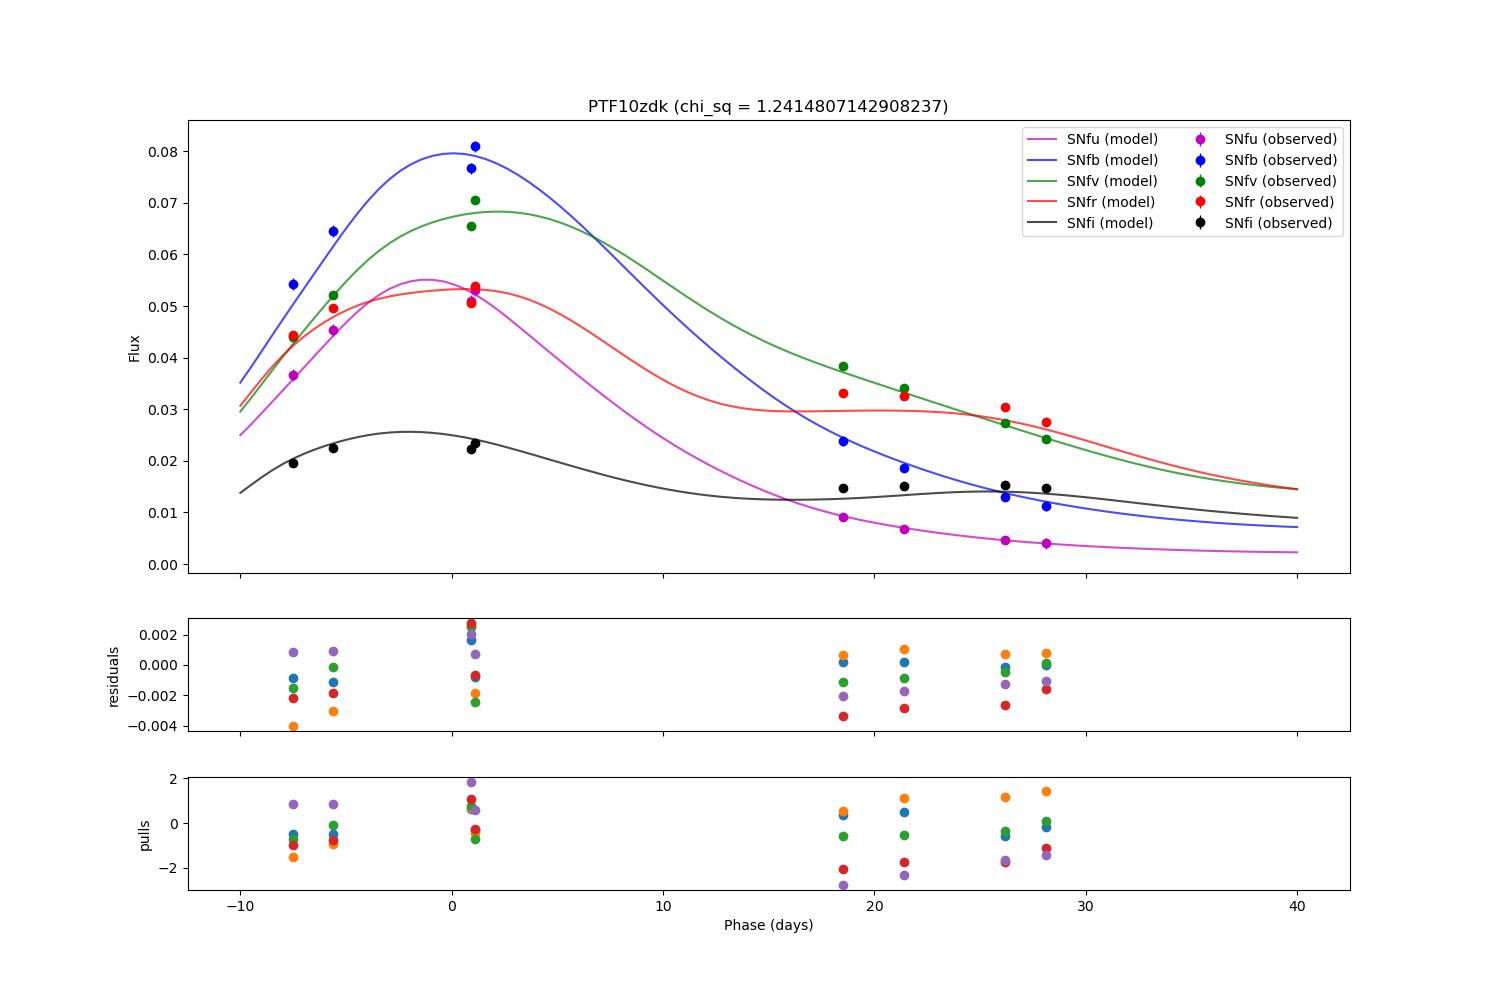 PTF10zdk (chi_sq = 1.2414807142908237)
SNfu (model) SNfu (observed)
SNfb (model) SNfb (observed)
SNfv (model) SNfv (observed)
SNfr (model) SNfr (observed)
SNfi (model) SNfi (observed)
0.08
0.07
0.06
0.05
0.04
0.03
0.02
0.01
0.00
Flux
0.002
0.000
−0.002
−0.004
residuals
2
0
−2
pulls
−10 0 10 20 30 40
Phase (days)